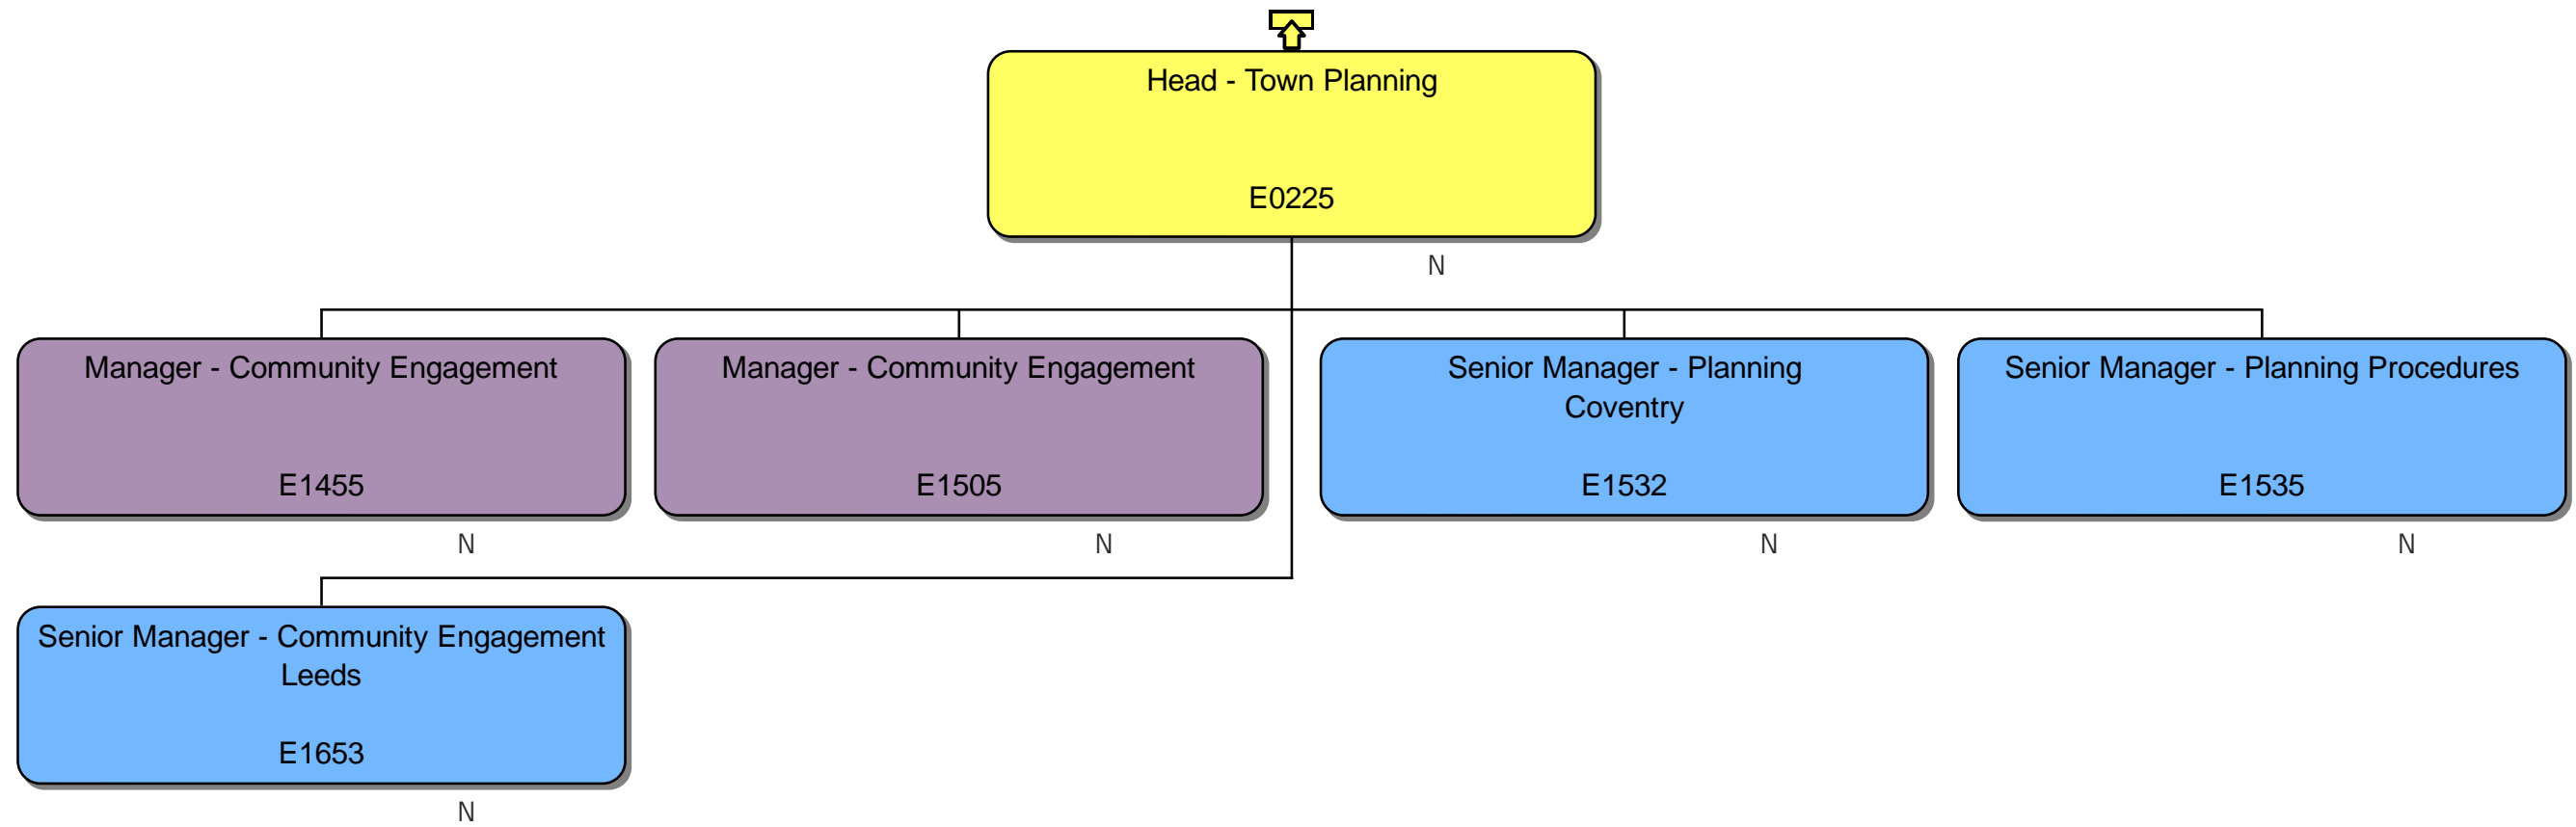 Head - Town Planning
E0225
N
Manager - Community Engagement
E1455
N
Manager - Community Engagement
E1505
N
Senior Manager - Planning
Coventry
E1532
N
Senior Manager - Planning Procedures
E1535
N
Senior Manager - Community Engagement
Leeds
E1653
N